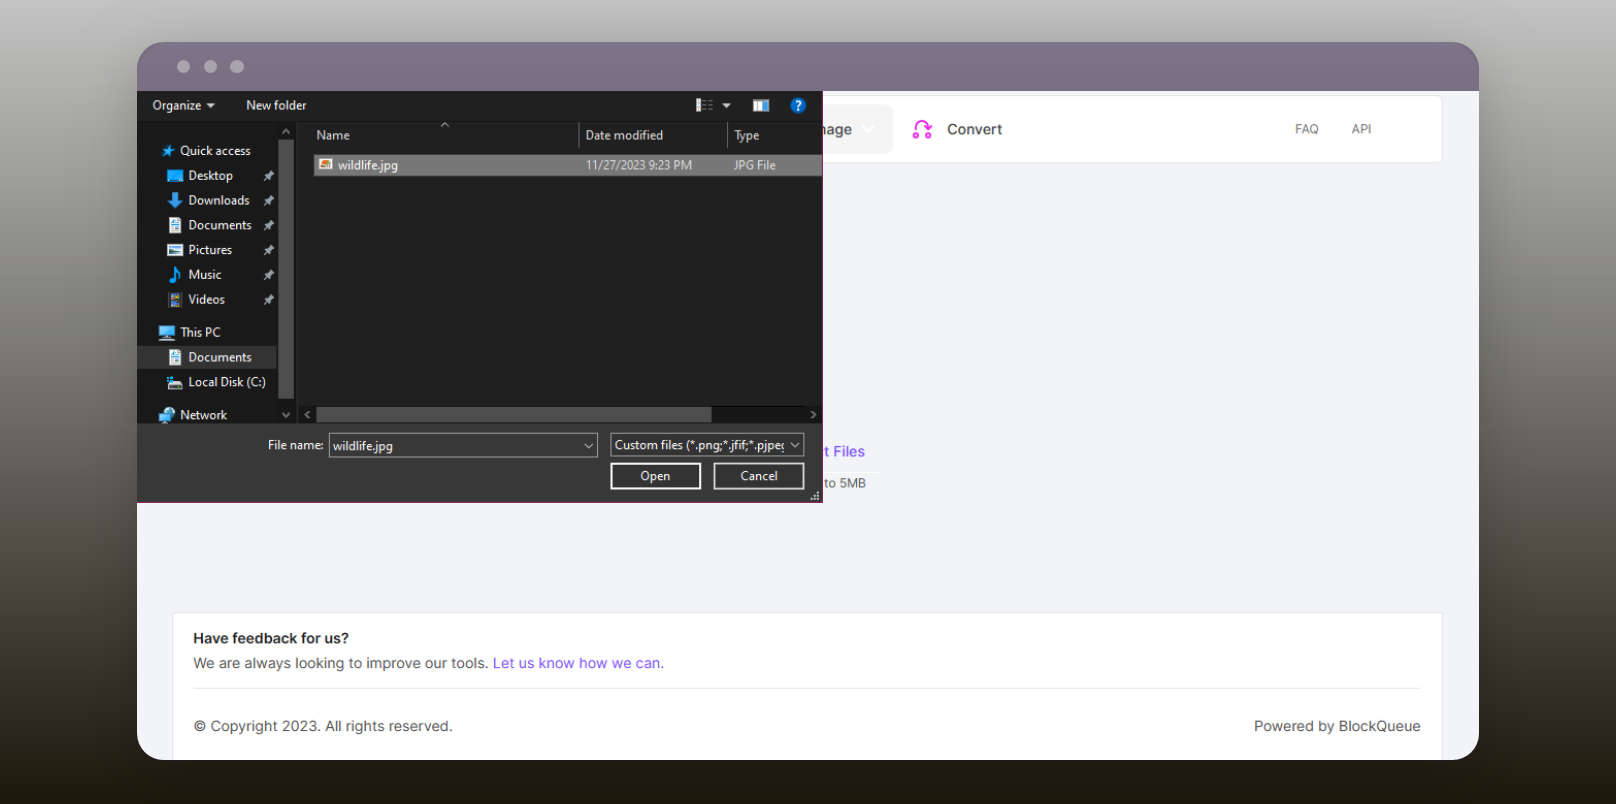 Organize New folder ?
Name Date modified Type
wildlife.jpg 11/27/2023 9:23 PM JPG File
Quick access
Desktop
Downloads
Documents
Pictures
Music
Videos
This PC
Documents
Local Disk (C:)
Network
File name: wildlife.jpg Custom files (*.png;*.jfif;*.pjpeg
Open Cancel
Convert FAQ API
Files
to 5MB
Have feedback for us?
We are always looking to improve our tools. Let us know how we can.
© Copyright 2023. All rights reserved. Powered by BlockQueue